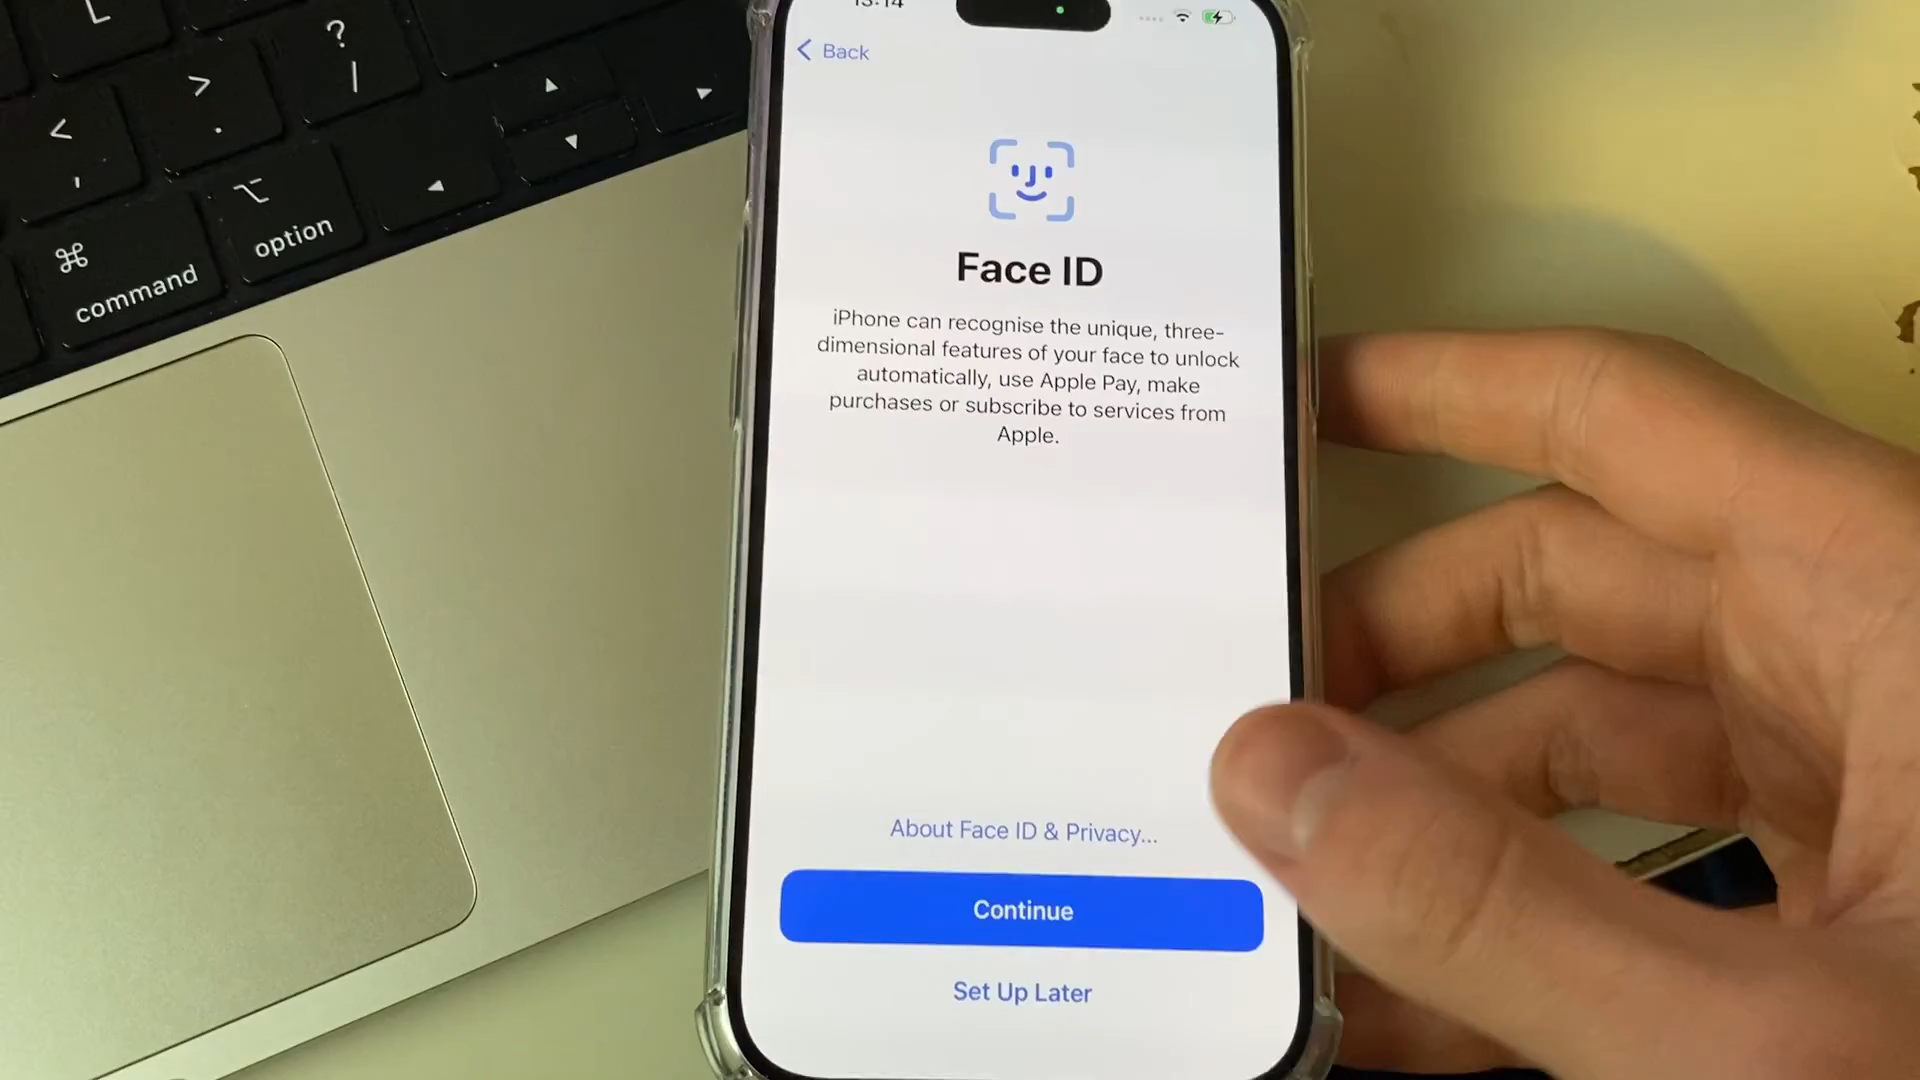 13:14
Back
Face ID
iPhone can recognise the unique, three-
dimensional features of your face to unlock
automatically, use Apple Pay, make
purchases or subscribe to services from
Apple.
About Face ID & Privacy...
Continue
Set Up Later
L
?
/
>
.
<
,
⌥
option
⌘
command